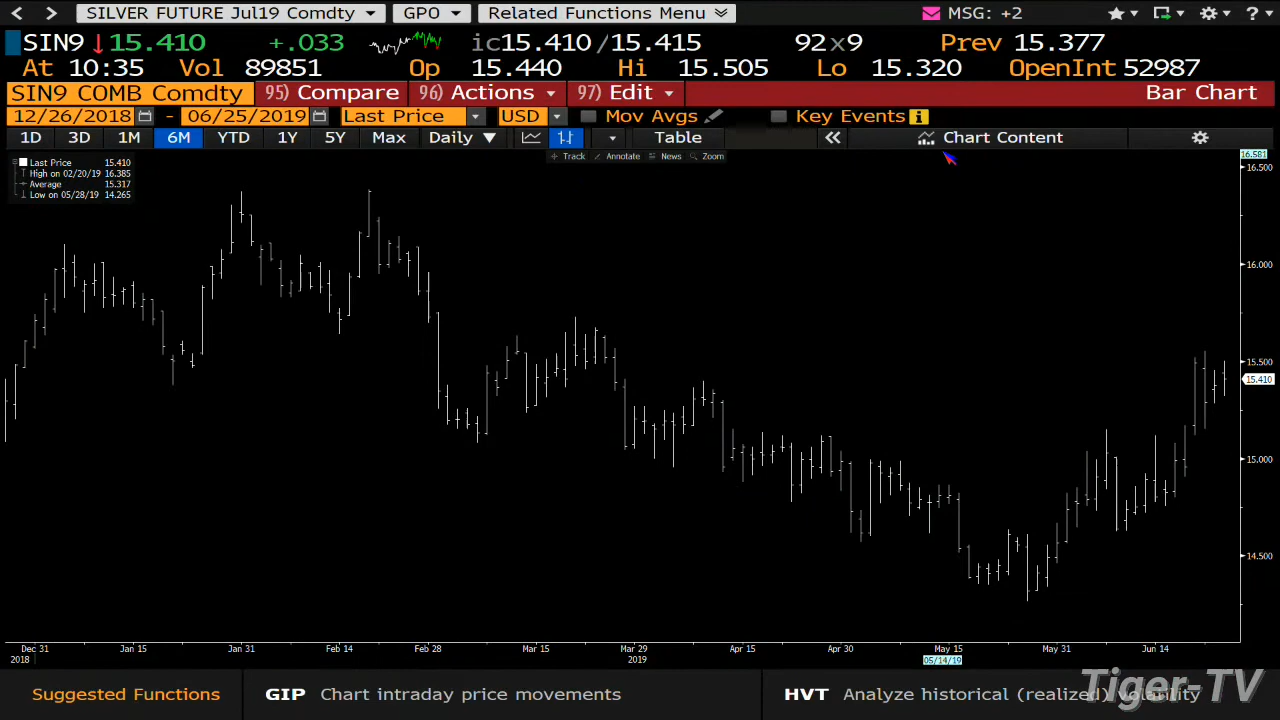 SILVER FUTURE Jul19 Comdty GPO Related Functions Menu MSG: +2 ?
SIN9 ↓15.410 +.033 ic15.410 /15.415 92x9 Prev 15.377
At 10:35 Vol 89851 Op 15.440 Hi 15.505 Lo 15.320 OpenInt 52987
SIN9 COMB Comdty 95) Compare 96) Actions 97) Edit Bar Chart
12/26/2018 - 06/25/2019 Last Price USD Mov Avgs Key Events i
1D 3D 1M 6M YTD 1Y 5Y Max Daily ▼ Table « Chart Content
Track Annotate News Zoom
Last Price 15.410
High on 02/20/19 16.385
Average 15.317
Low on 05/28/19 14.265
16.581
16.500
16.000
15.500
15.410
15.000
14.500
Dec 31 Jan 15 Jan 31 Feb 14 Feb 28 Mar 15 Mar 29 Apr 15 Apr 30 May 15 May 31 Jun 14
2018 2019 05/14/19
Suggested Functions GIP Chart intraday price movements HVT Analyze historical (realized) volatility
Tiger-TV